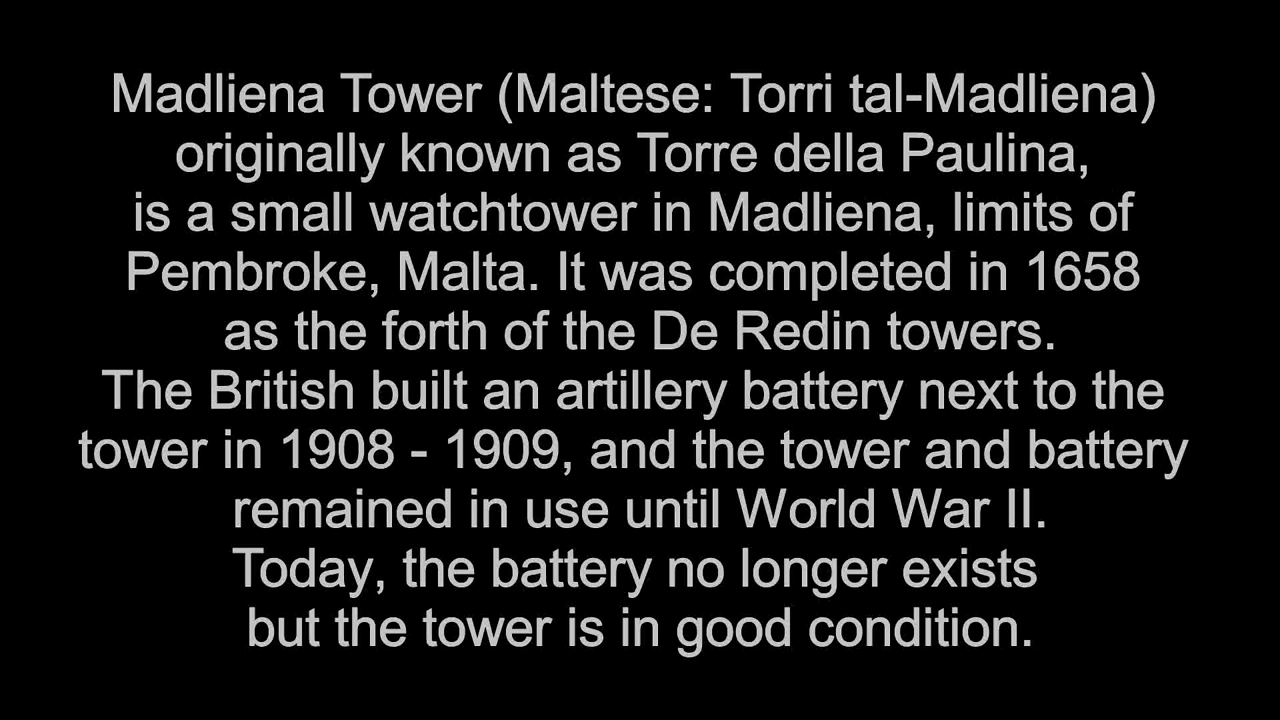 Madliena Tower (Maltese: Torri tal-Madliena)
originally known as Torre della Paulina,
is a small watchtower in Madliena, limits of
Pembroke, Malta. It was completed in 1658
as the forth of the De Redin towers.
The British built an artillery battery next to the
tower in 1908 - 1909, and the tower and battery
remained in use until World War II.
Today, the battery no longer exists
but the tower is in good condition.